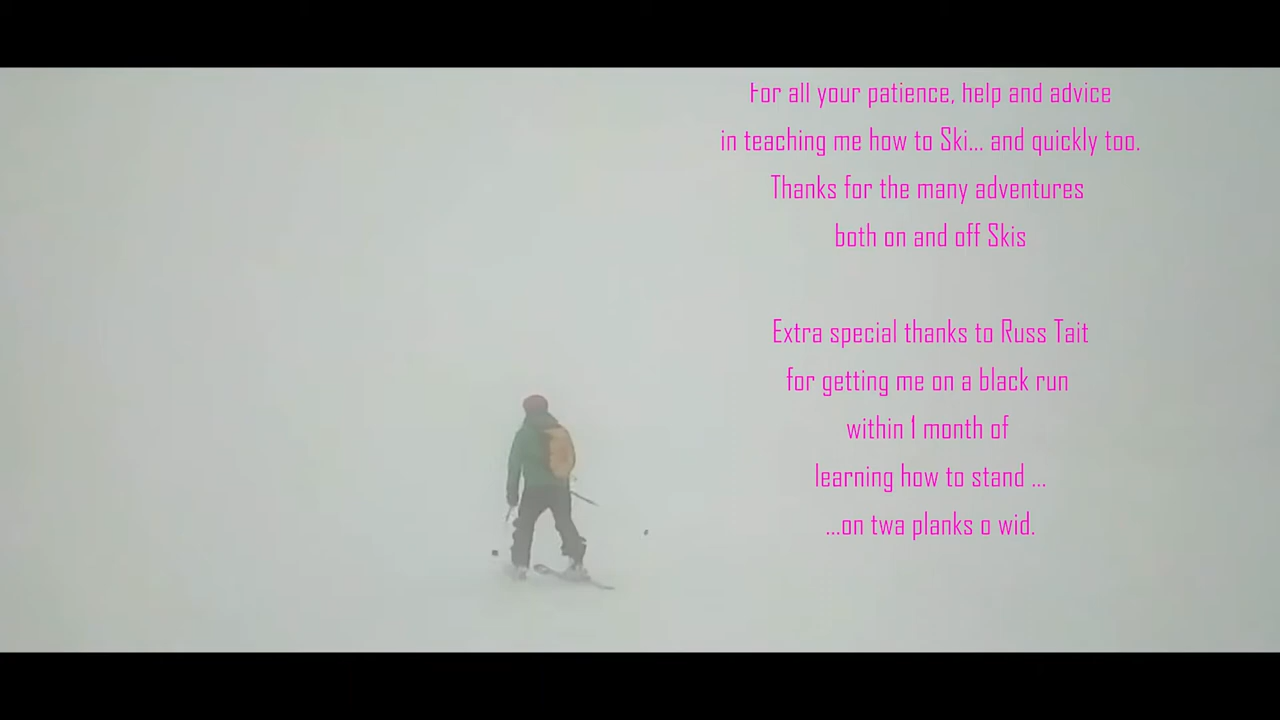 For all your patience, help and advice
in teaching me how to Ski... and quickly too.
Thanks for the many adventures
both on and off Skis
Extra special thanks to Russ Tait
for getting me on a black run
within 1 month of
learning how to stand ...
...on twa planks o wid.